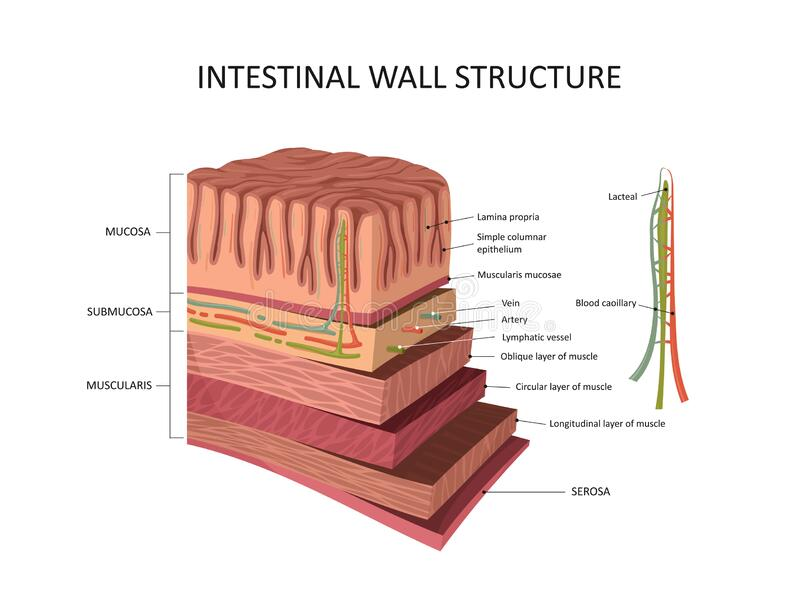 INTESTINAL WALL STRUCTURE
MUCOSA
SUBMUCOSA
MUSCULARIS
Lamina propria
Simple columnar
epithelium
Muscularis mucosae
Vein
Artery
Lymphatic vessel
Oblique layer of muscle
Circular layer of muscle
Longitudinal layer of muscle
SEROSA
Lacteal
Blood caoillary
dreamstime